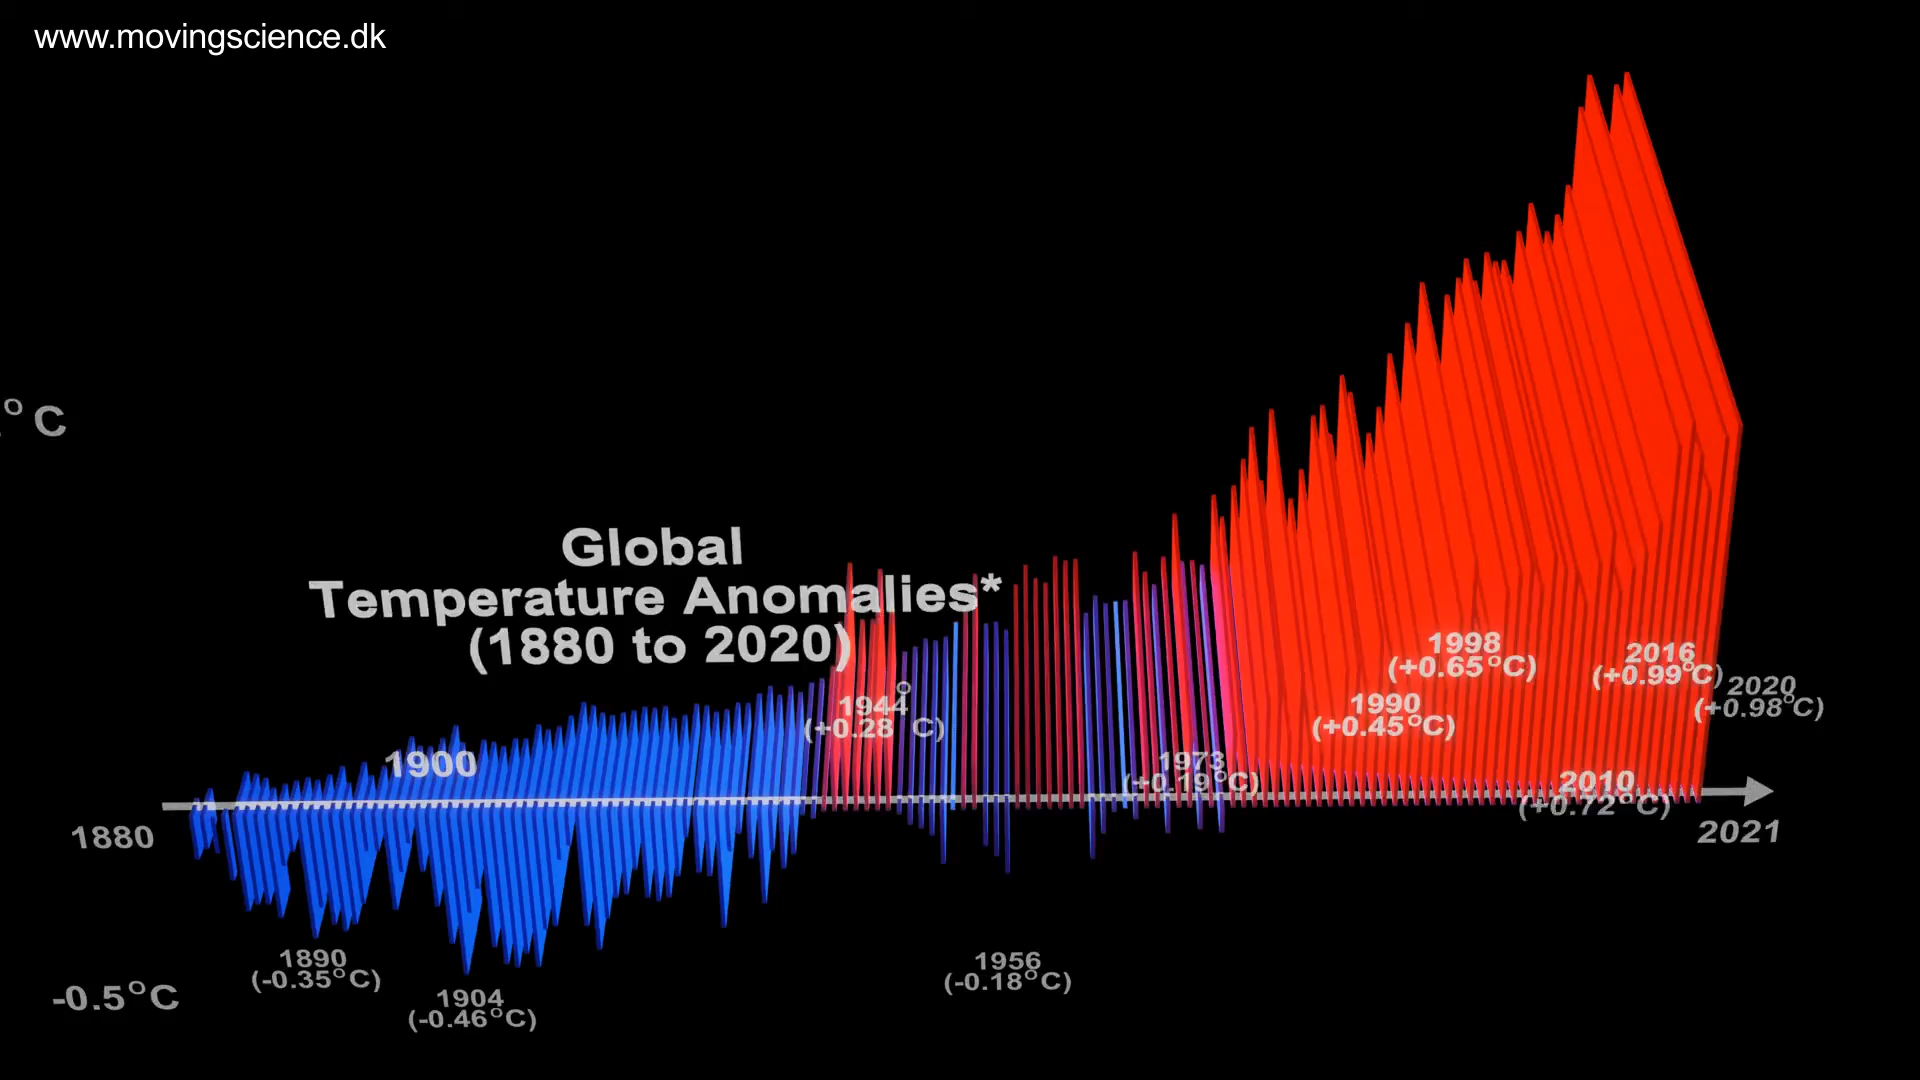 www.movingscience.dk
°C
Global
Temperature Anomalies*
(1880 to 2020)
1998
(+0.65°C)
2016
(+0.99°C)
2020
(+0.98°C)
1944
(+0.28°C)
1990
(+0.45°C)
1900
1973
(+0.19°C)
2010
(+0.72°C)
1880
2021
1890
(-0.35°C)
1956
(-0.18°C)
-0.5°C
1904
(-0.46°C)